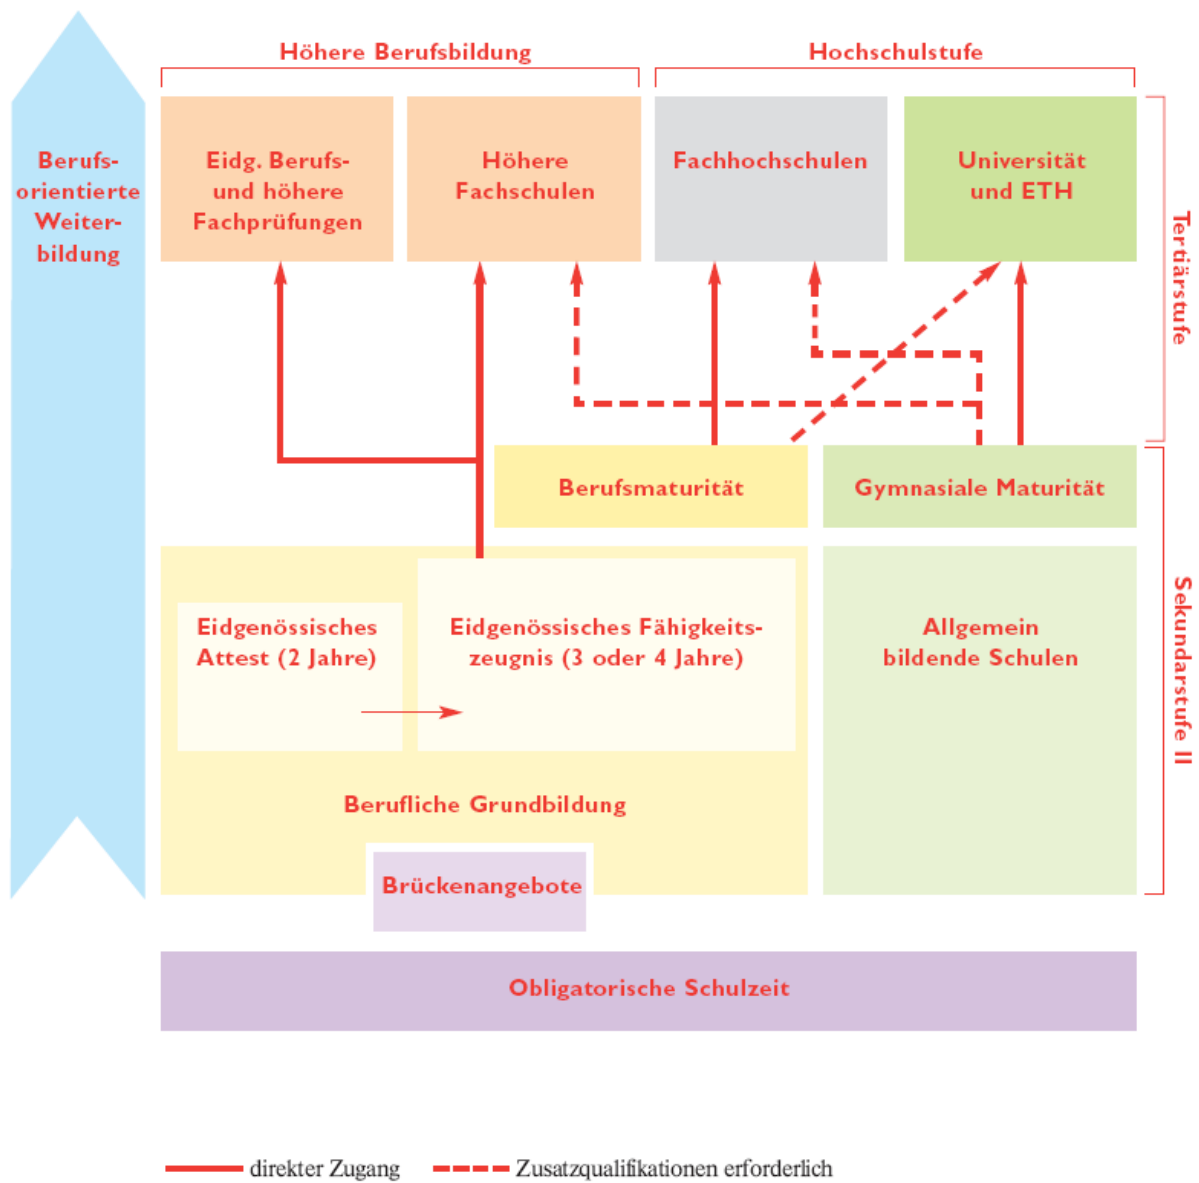 Höhere Berufsbildung
Hochschulstufe
Berufs-
orientierte
Weiter-
bildung
Eidg. Berufs-
und höhere
Fachprüfungen
Höhere
Fachschulen
Fachhochschulen
Universität
und ETH
Tertiärstufe
Berufsmaturität
Gymnasiale Maturität
Eidgenössisches
Attest (2 Jahre)
Eidgenössisches Fähigkeits-
zeugnis (3 oder 4 Jahre)
Allgemein
bildende Schulen
Sekundarstufe II
Berufliche Grundbildung
Brückenangebote
Obligatorische Schulzeit
direkter Zugang
Zusatzqualifikationen erforderlich